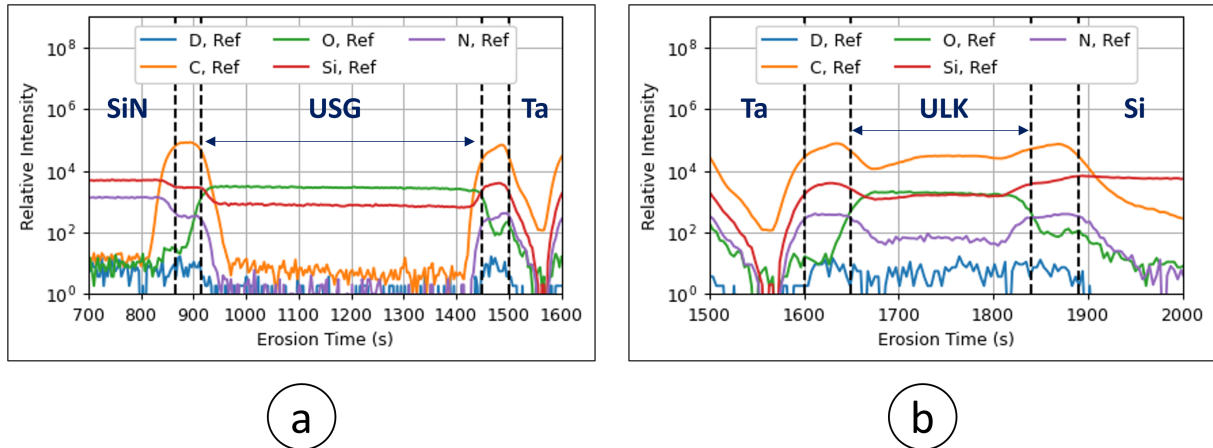 D, Ref O, Ref N, Ref
C, Ref Si, Ref
10⁸
10⁶
10⁴
10²
10⁰
Relative Intensity
SiN USG Ta
700 800 900 1000 1100 1200 1300 1400 1500 1600
Erosion Time (s)
a
D, Ref O, Ref N, Ref
C, Ref Si, Ref
10⁸
10⁶
10⁴
10²
10⁰
Relative Intensity
Ta ULK Si
1500 1600 1700 1800 1900 2000
Erosion Time (s)
b